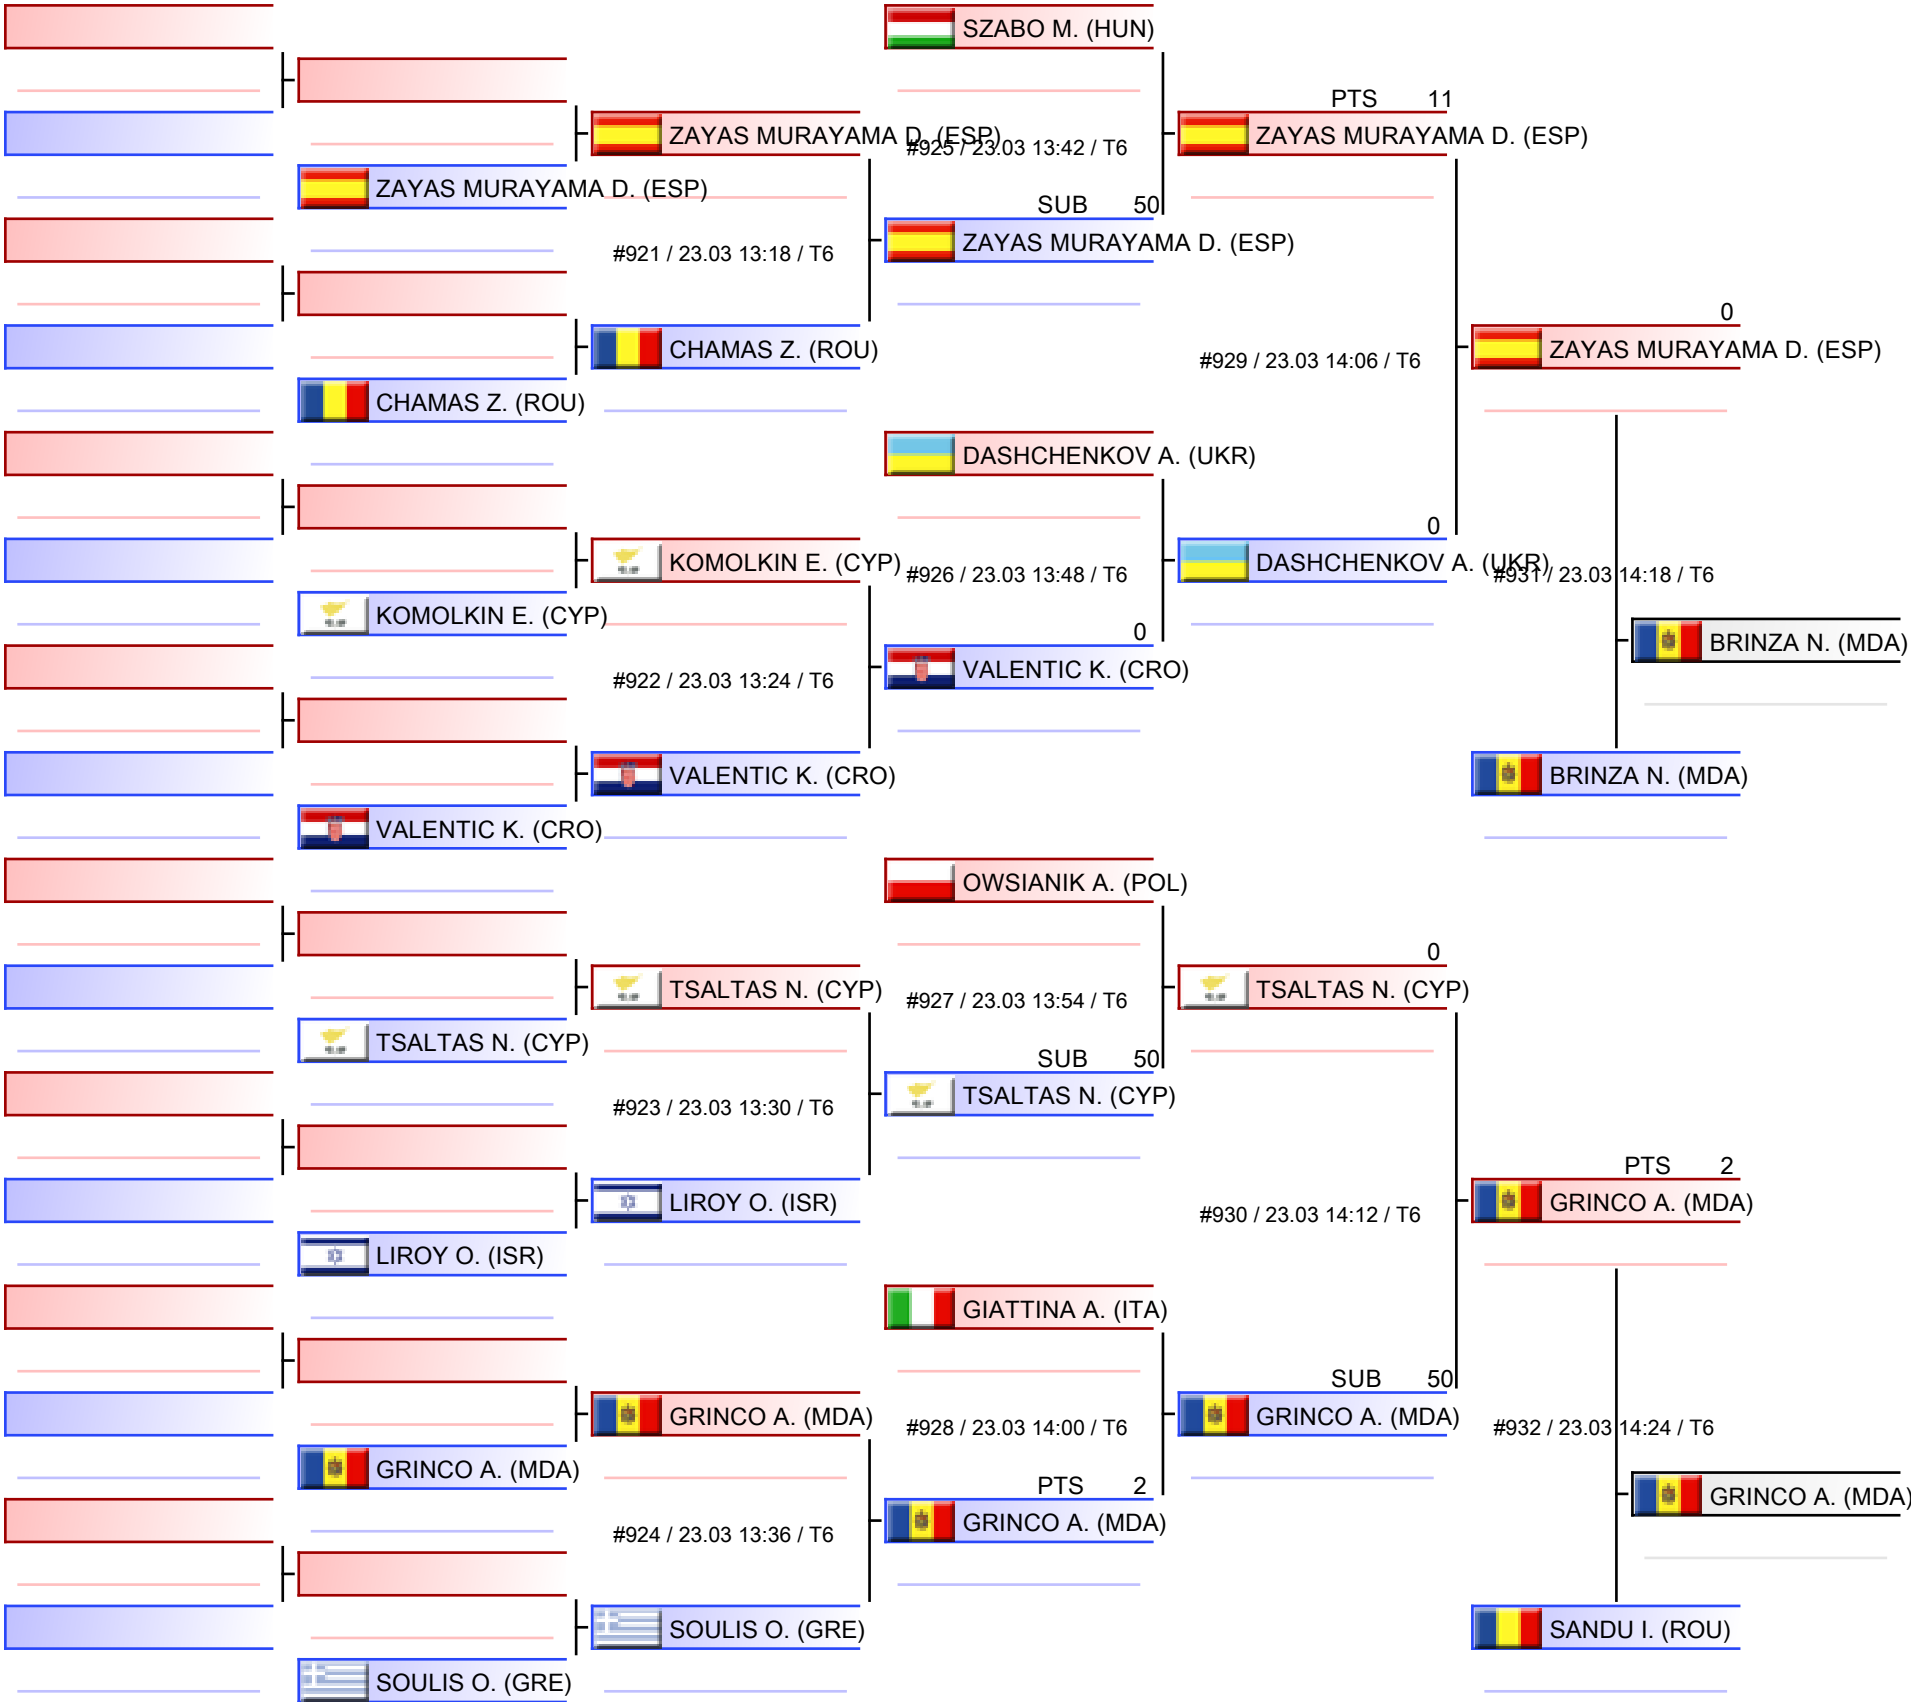 SZABO M. (HUN)
PTS 11
ZAYAS MURAYAMA D. (ESP)
#925 / 23.03 13:42 / T6
ZAYAS MURAYAMA D. (ESP)
ZAYAS MURAYAMA D. (ESP)
SUB 50
ZAYAS MURAYAMA D. (ESP)
#921 / 23.03 13:18 / T6
0
CHAMAS Z. (ROU)
#929 / 23.03 14:06 / T6
ZAYAS MURAYAMA D. (ESP)
CHAMAS Z. (ROU)
DASHCHENKOV A. (UKR)
0
KOMOLKIN E. (CYP)
#926 / 23.03 13:48 / T6
DASHCHENKOV A. (UKR)
#931 / 23.03 14:18 / T6
KOMOLKIN E. (CYP)
0
BRINZA N. (MDA)
VALENTIC K. (CRO)
#922 / 23.03 13:24 / T6
VALENTIC K. (CRO)
BRINZA N. (MDA)
VALENTIC K. (CRO)
OWSIANIK A. (POL)
0
TSALTAS N. (CYP)
#927 / 23.03 13:54 / T6
TSALTAS N. (CYP)
TSALTAS N. (CYP)
SUB 50
TSALTAS N. (CYP)
#923 / 23.03 13:30 / T6
PTS 2
LIROY O. (ISR)
#930 / 23.03 14:12 / T6
GRINCO A. (MDA)
LIROY O. (ISR)
GIATTINA A. (ITA)
SUB 50
GRINCO A. (MDA)
#928 / 23.03 14:00 / T6
GRINCO A. (MDA)
#932 / 23.03 14:24 / T6
GRINCO A. (MDA)
PTS 2
GRINCO A. (MDA)
GRINCO A. (MDA)
#924 / 23.03 13:36 / T6
SOULIS O. (GRE)
SANDU I. (ROU)
SOULIS O. (GRE)